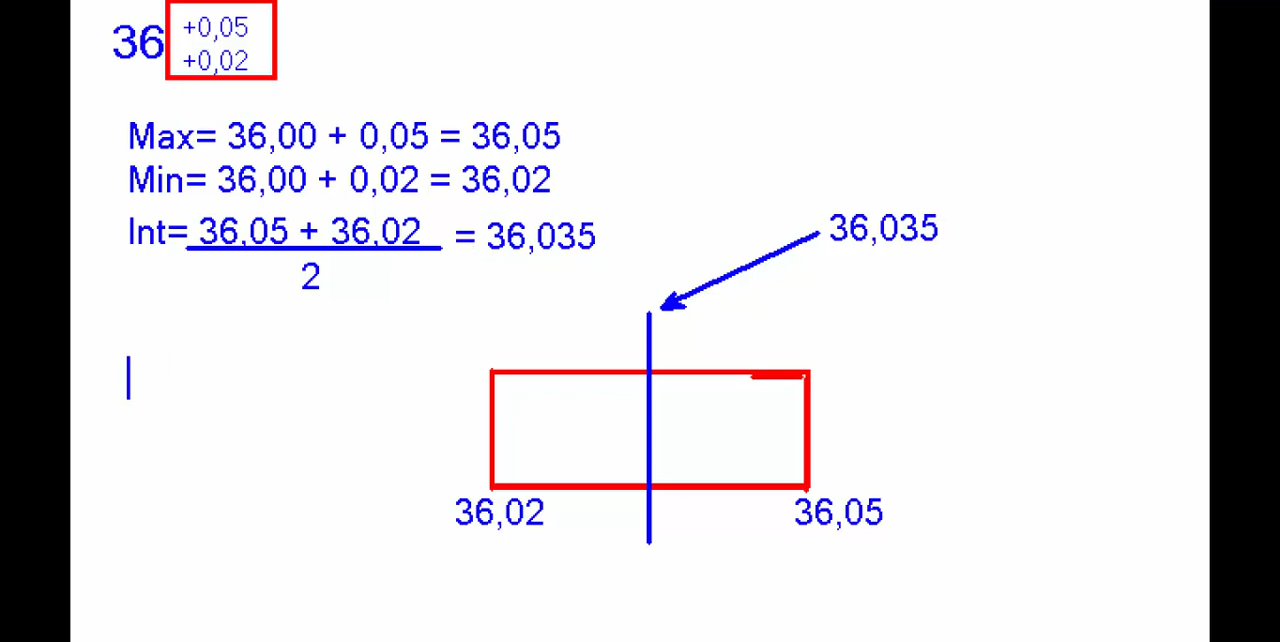 36 +0,05
+0,02
Max= 36,00 + 0,05 = 36,05
Min= 36,00 + 0,02 = 36,02
Int= 36,05 + 36,02 = 36,035
2
36,035
36,02
36,05